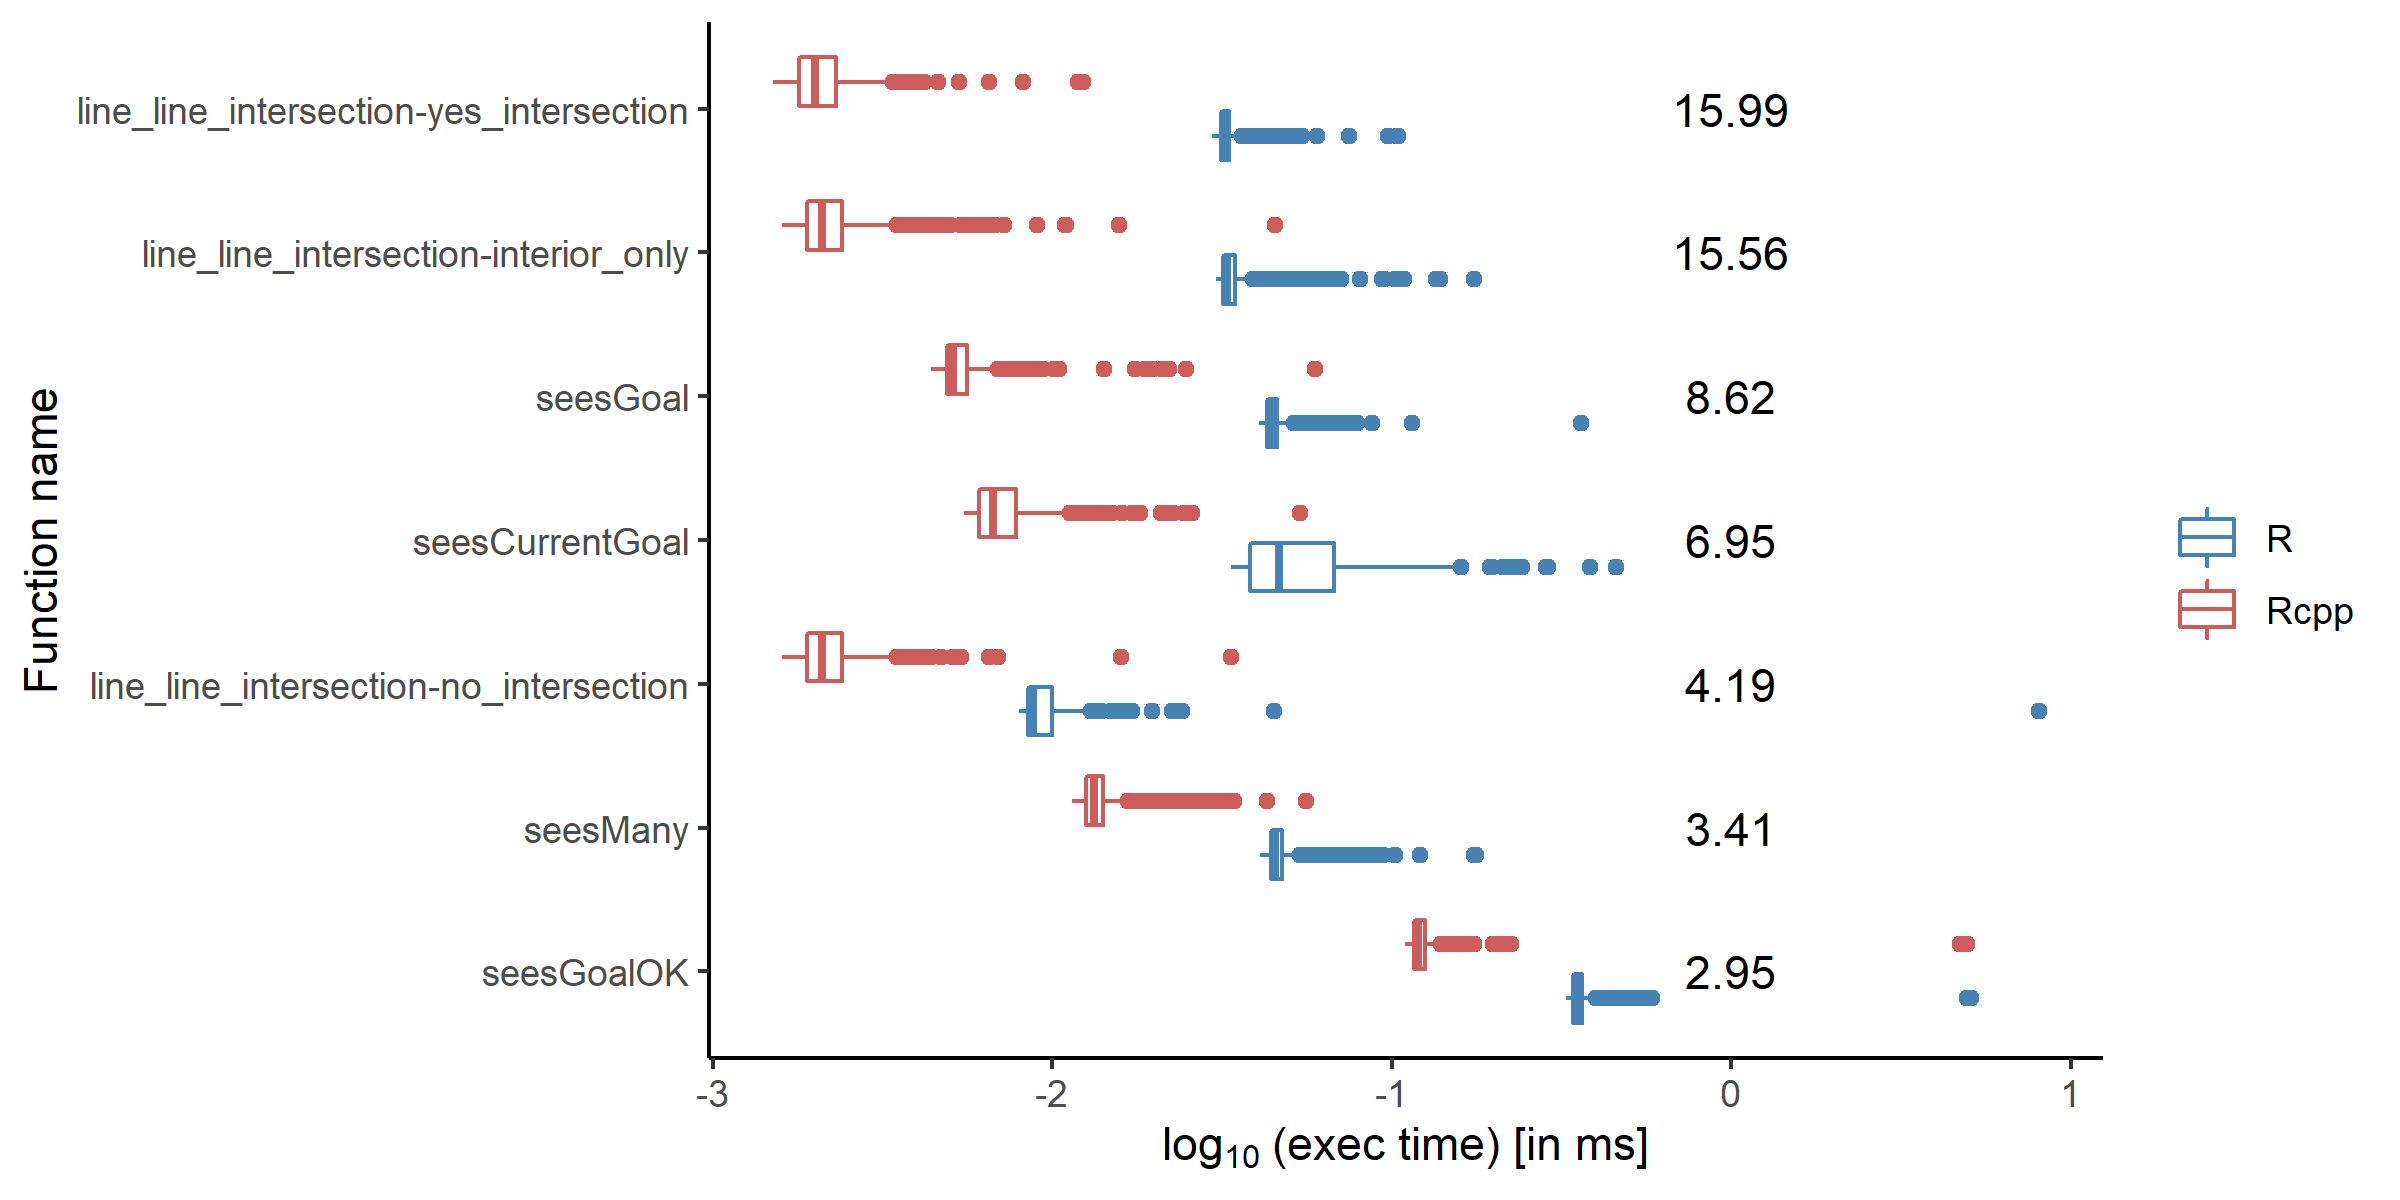 line_line_intersection-yes_intersection
15.99
line_line_intersection-interior_only
15.56
seesGoal
8.62
seesCurrentGoal
6.95
line_line_intersection-no_intersection
4.19
seesMany
3.41
seesGoalOK
2.95
Function name
-3 -2 -1 0 1
log₁₀ (exec time) [in ms]
R
Rcpp